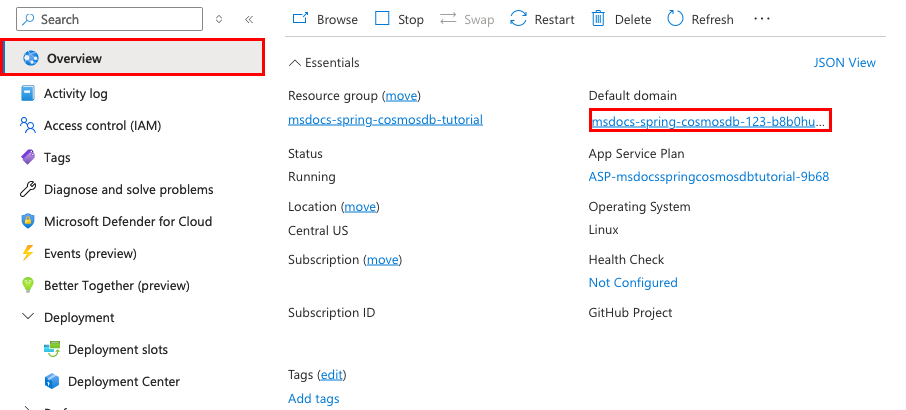 Search
«
Browse
Stop
Swap
Restart
Delete
Refresh
...
Overview
Activity log
Access control (IAM)
Tags
Diagnose and solve problems
Microsoft Defender for Cloud
Events (preview)
Better Together (preview)
Deployment
Deployment slots
Deployment Center
Essentials
JSON View
Resource group (move)
msdocs-spring-cosmosdb-tutorial
Status
Running
Location (move)
Central US
Subscription (move)
Subscription ID
Default domain
msdocs-spring-cosmosdb-123-b8b0hu...
App Service Plan
ASP-msdocsspringcosmosdbtutorial-9b68
Operating System
Linux
Health Check
Not Configured
GitHub Project
Tags (edit)
Add tags